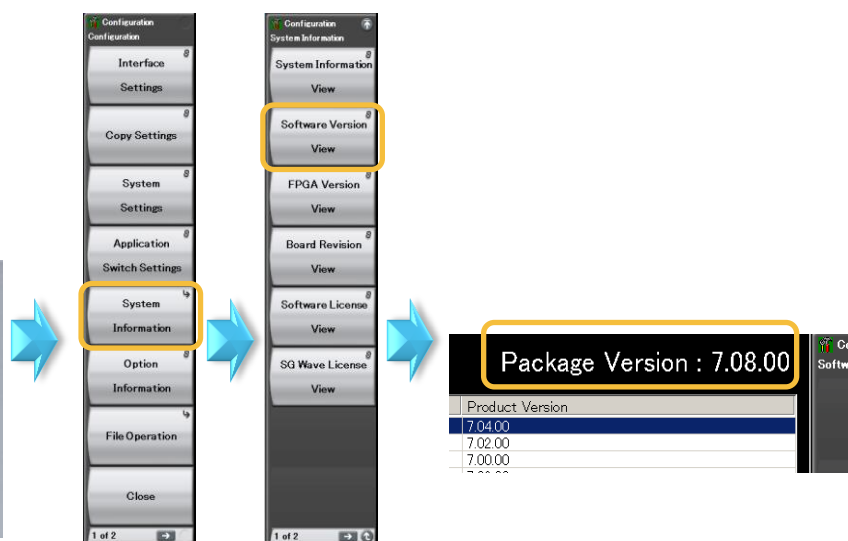 Configuration
Configuration
Interface
Settings
Copy Settings
System
Settings
Application
Switch Settings
System
Information
Option
Information
File Operation
Close
1 of 2
Configuration
System Information
System Information
View
Software Version
View
FPGA Version
View
Board Revision
View
Software License
View
SG Wave License
View
1 of 2
Package Version : 7.08.00
Product Version
7.04.00
7.02.00
7.00.00
Co
Softw